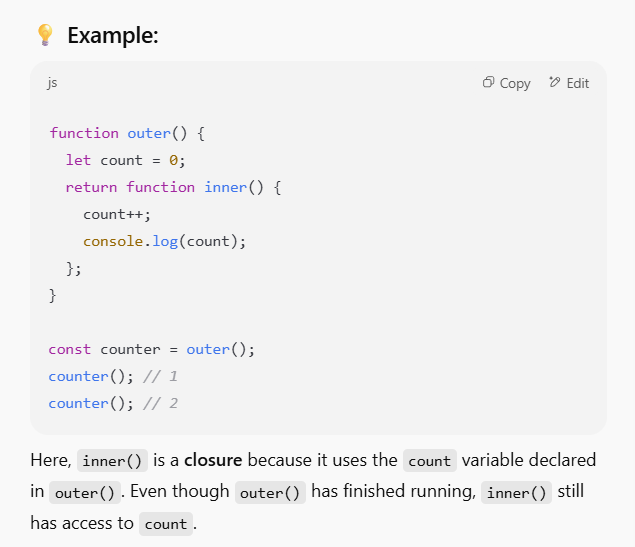 💡 Example:
js
Copy Edit
function outer() {
  let count = 0;
  return function inner() {
    count++;
    console.log(count);
  };
}

const counter = outer();
counter(); // 1
counter(); // 2
Here, inner() is a closure because it uses the count variable declared
in outer(). Even though outer() has finished running, inner() still
has access to count.